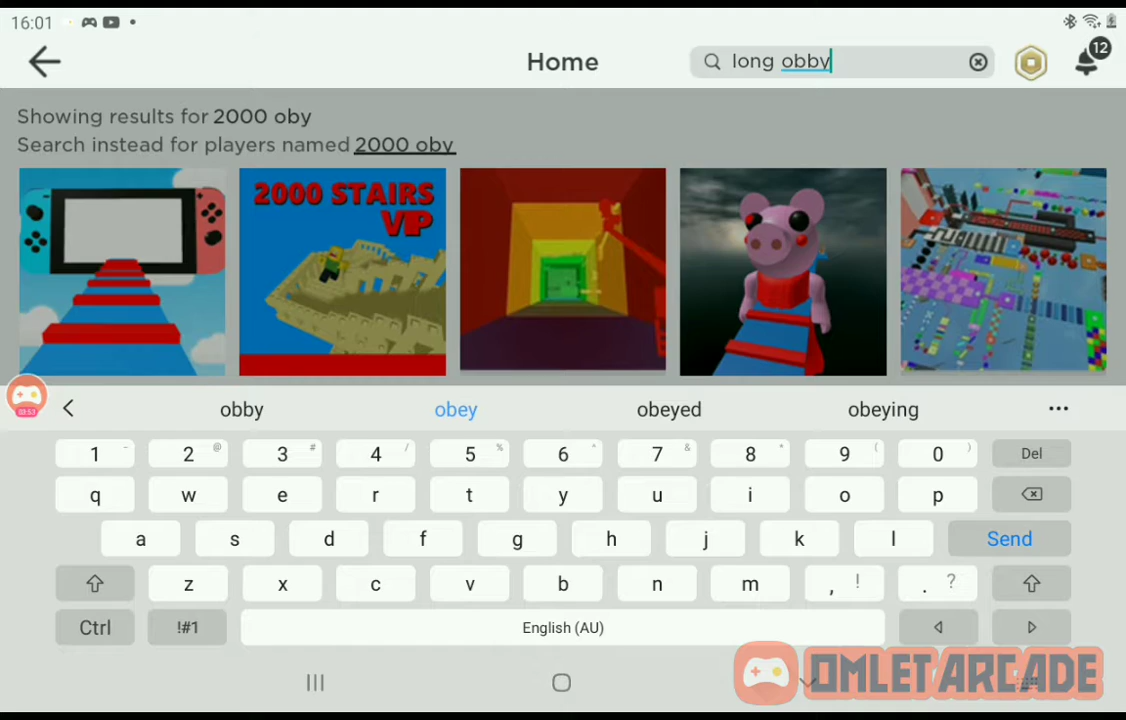 16:01
Home
long obby
12
Showing results for 2000 oby
Search instead for players named 2000 oby
2000 STAIRS
VIP
obby obey obeyed obeying
1 - 2 @ 3 # 4 / 5 % 6 ^ 7 & 8 * 9 ( 0 ) Del
q w e r t y u i o p
a s d f g h j k l Send
z x c v b n m , ! . ?
Ctrl !#1 English (AU)
OMLET ARCADE